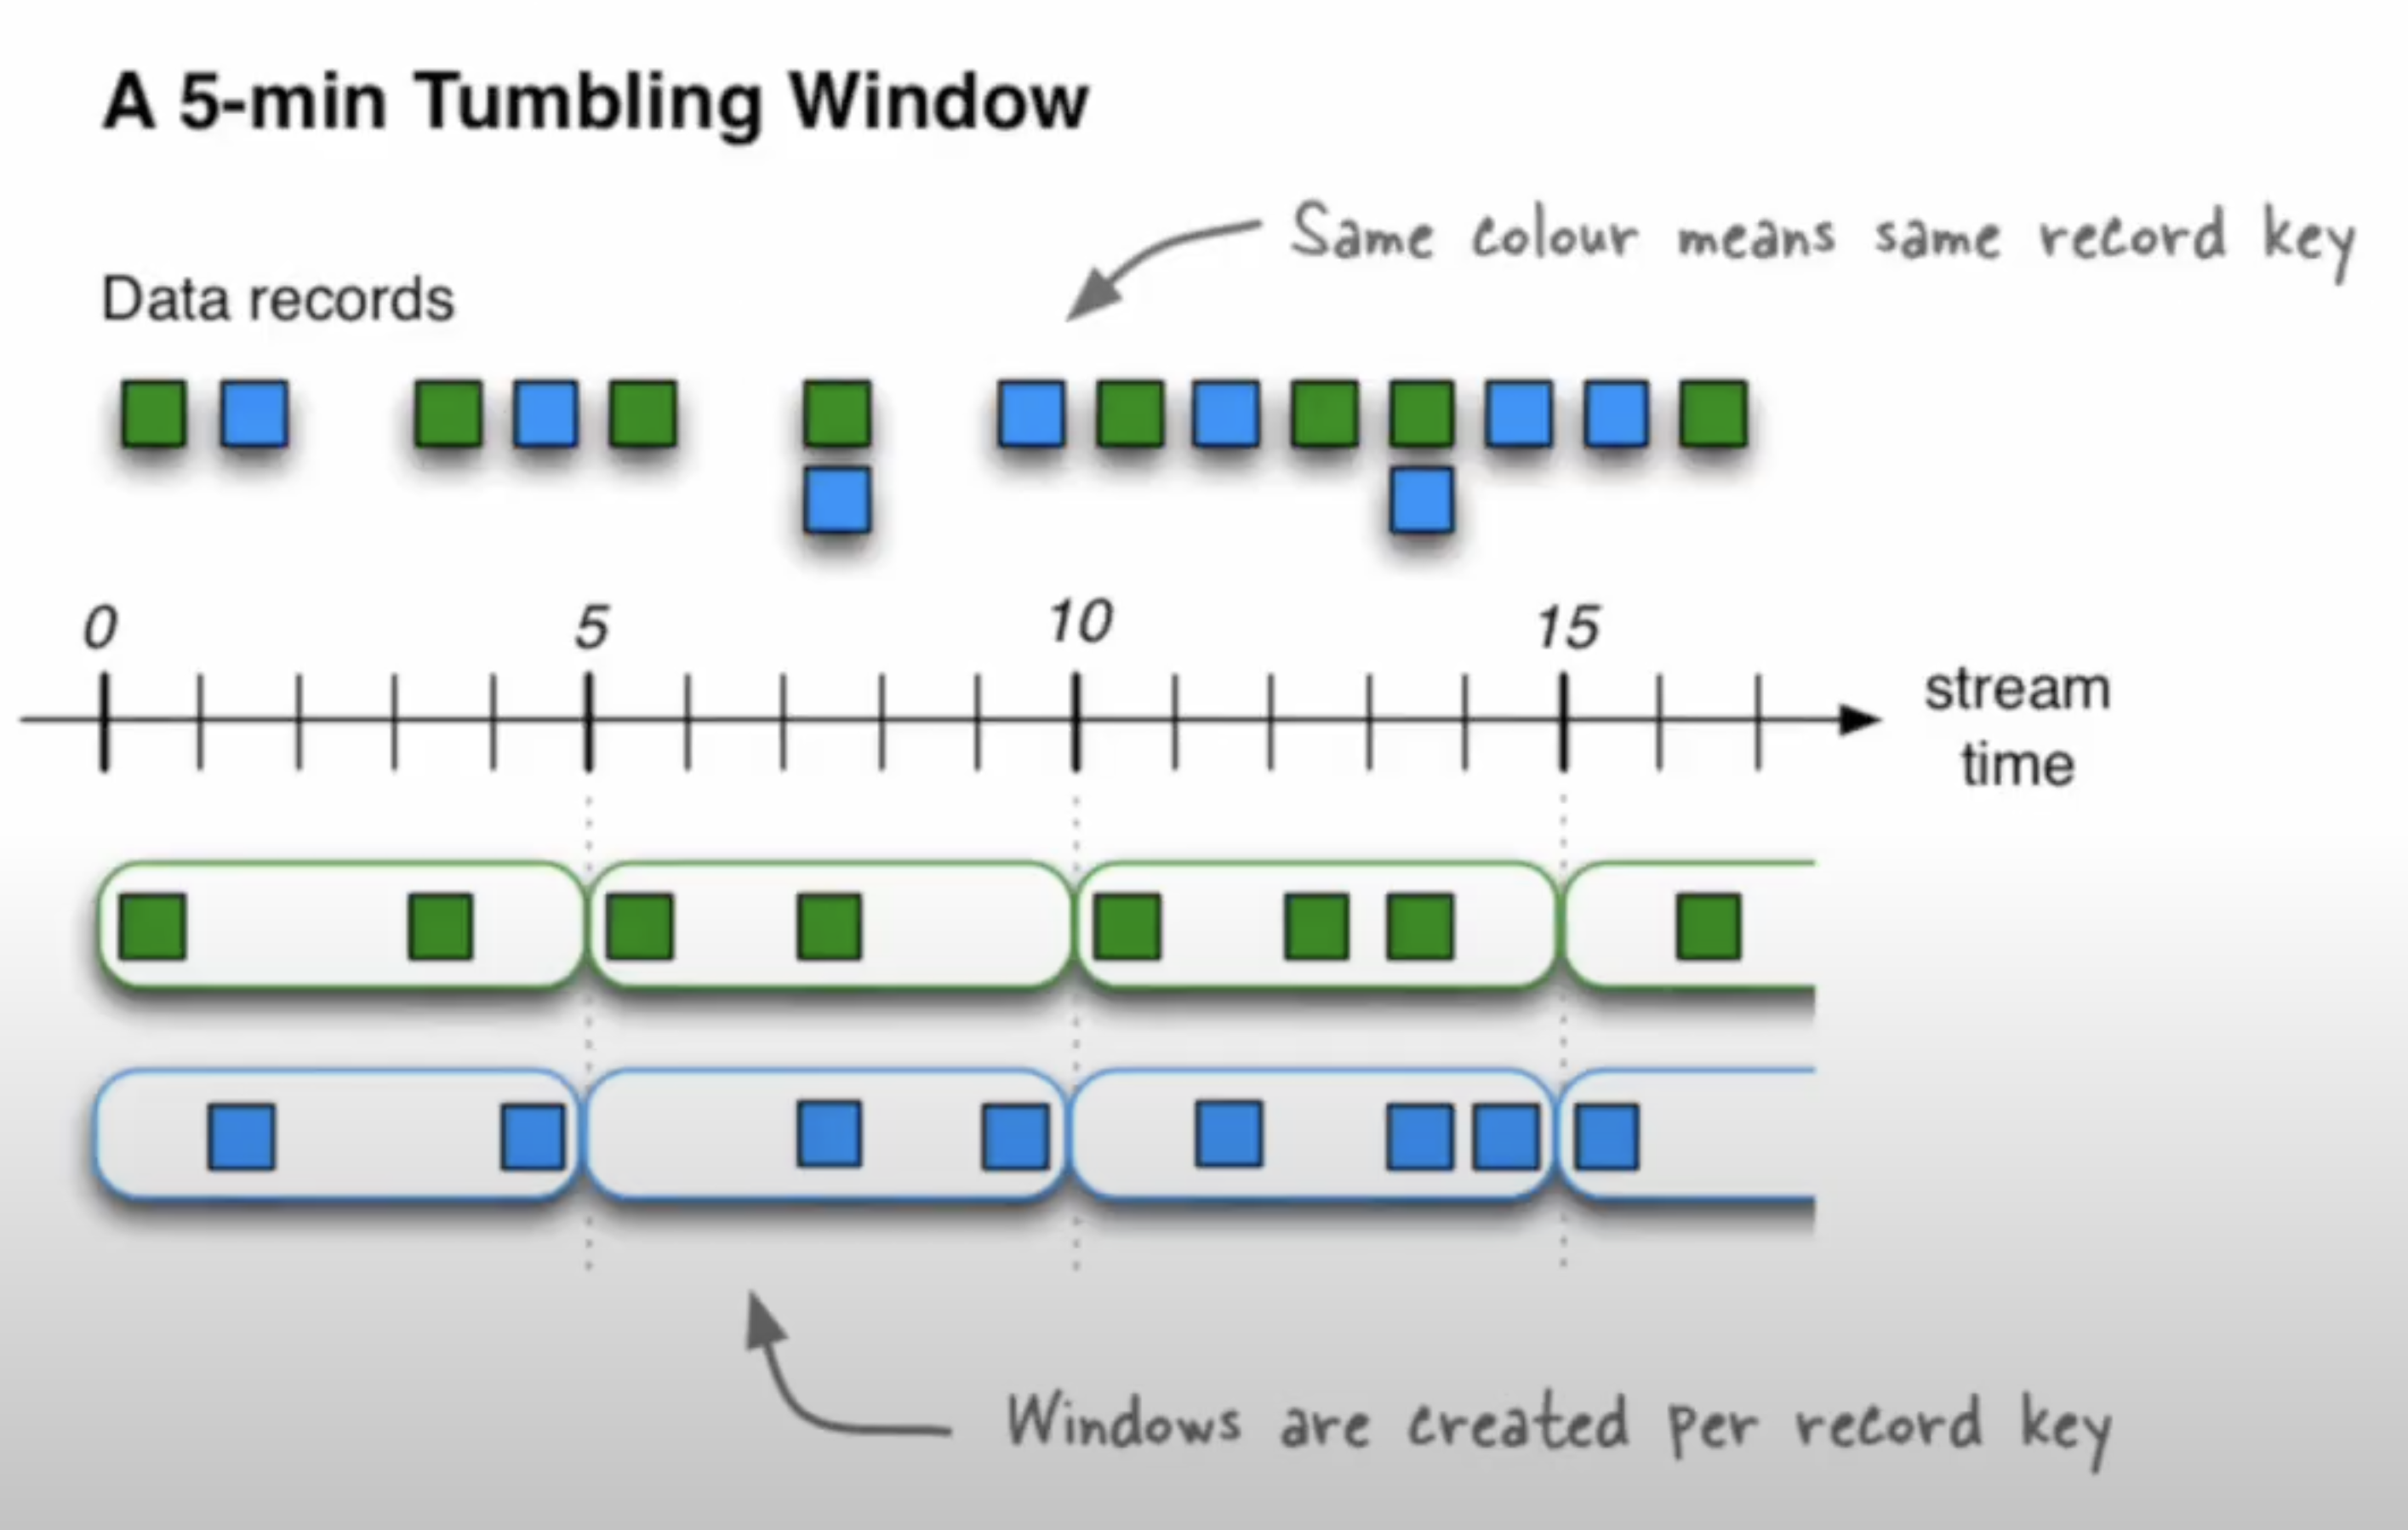 A 5-min Tumbling Window
Same colour means same record key
Data records
0 5 10 15
stream
time
Windows are created per record key